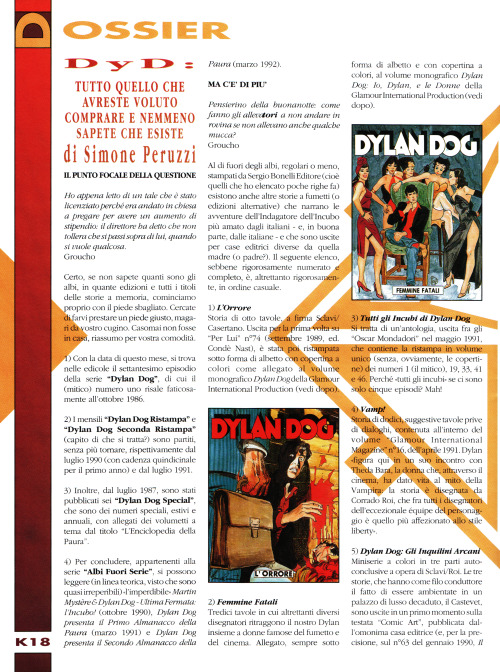 DOSSIER
DyD:
TUTTO QUELLO CHE
AVRESTE VOLUTO
COMPRARE E NEMMENO
SAPETE CHE ESISTE
di Simone Peruzzi
IL PUNTO FOCALE DELLA QUESTIONE
Ho appena letto di un tale che è stato
licenziato perché era andato in chiesa
a pregare per avere un aumento di
stipendio: il direttore ha detto che non
tollera che si passi sopra di lui, quando
si vuole qualcosa.
Groucho
Certo, se non sapete quanti sono gli
albi, in quante edizioni e tutti i titoli
delle storie a memoria, cominciamo
proprio con il piede sbagliato. Cercate
di farvi prestare un piede giusto, maga-
ri da vostro cugino. Casomai non fosse
in casa, riassumo per vostra comodità.
1) Con la data di questo mese, si trova
nelle edicole il settantesimo episodio
della serie "Dylan Dog", di cui il
(mitico) numero uno risale faticosa-
mente all'ottobre 1986.
2) I mensili "Dylan Dog Ristampa" e
"Dylan Dog Seconda Ristampa"
(capito di che si tratta?) sono partiti,
senza più tornare, rispettivamente dal
luglio 1990 (con cadenza quindicinale
per il primo anno) e dal luglio 1991.
3) Inoltre, dal luglio 1987, sono stati
pubblicati sei "Dylan Dog Special",
che sono dei numeri speciali, estivi e
annuali, con allegati dei volumetti a
tema dal titolo "L'Enciclopedia della
Paura".
4) Per concludere, appartenenti alla
serie "Albi Fuori Serie", si possono
leggere (in linea teorica, visto che sono
quasi irreperibili) l'imperdibile Martin
Mystère & Dylan Dog - Ultima Fermata:
l'Incubo! (ottobre 1990), Dylan Dog
presenta il Primo Almanacco della
Paura (marzo 1991) e Dylan Dog
presenta il Secondo Almanacco della
K18
Paura (marzo 1992).
MA C'E' DI PIU'
Pensierino della buonanotte: come
fanno gli allevatori a non andare in
rovina se non allevano anche qualche
mucca?
Groucho
Al di fuori degli albi, regolari o meno,
stampati da Sergio Bonelli Editore (cioè
quelli che ho elencato poche righe fa)
esistono anche altre storie a fumetti (o
edizioni alternative) che narrano le
avventure dell'Indagatore dell'Incubo
più amato dagli italiani - e, in buona
parte, dalle italiane - e che sono uscite
per case editrici diverse da quella
madre (o padre?). Il seguente elenco,
sebbene rigorosamente numerato e
completo, è, altrettanto rigorosamen-
te, in ordine casuale.
1) L'Orrore
Storia di otto tavole, a firma Sclavi/
Casertano. Uscita per la prima volta su
"Per Lui" n°74 (settembre 1989, ed.
Condè Nast), è stata poi ristampata
sotto forma di albetto con copertina a
colori come allegato al volume
monografico Dylan Dog della Glamour
International Production (vedi dopo).
DYLAN DOG
L'ORRORE
2) Femmine Fatali
Tredici tavole in cui altrettanti diversi
disegnatori ritraggono il nostro Dylan
insieme a donne famose del fumetto e
del cinema. Allegato, sempre sotto
forma di albetto e con copertina a
colori, al volume monografico Dylan
Dog: Io, Dylan, e le Donne della
Glamour International Production (vedi
dopo).
DYLAN DOG
FEMMINE FATALI
3) Tutti gli Incubi di Dylan Dog
Si tratta di un'antologia, uscita fra gli
"Oscar Mondadori" nel maggio 1991,
che contiene la ristampa in volume
unico (senza, ovviamente, le coperti-
ne) dei numeri 1 (il mitico), 19, 33, 41
e 46. Perché «tutti gli incubi» se ci sono
solo cinque episodi? Mah!
4) Vamp!
Storia di dodici, suggestive tavole prive
di dialoghi, contenuta all'interno del
volume "Glamour International
Magazine" n°16, dell'aprile 1991. Dylan
figura qui in un suo incontro con
Theda Bara, la donna che, attraverso il
cinema, ha dato vita al mito della
Vampira: la storia è disegnata da
Corrado Roi, che fra tutti i disegnatori
dell'eccezionale équipe del personag-
gio è quello più affezionato allo stile
liberty.
5) Dylan Dog: Gli Inquilini Arcani
Miniserie a colori in tre parti auto-
conclusive a opera di Sclavi/Roi. Le tre
storie, che hanno come filo conduttore
il fatto di essere ambientate in un
palazzo di lusso decaduto, il Castevet,
sono uscite in un primo momento sulla
testata "Comic Art", pubblicata dal-
l'omonima casa editrice (e, per la pre-
cisione, sul n°63 del gennaio 1990, Il